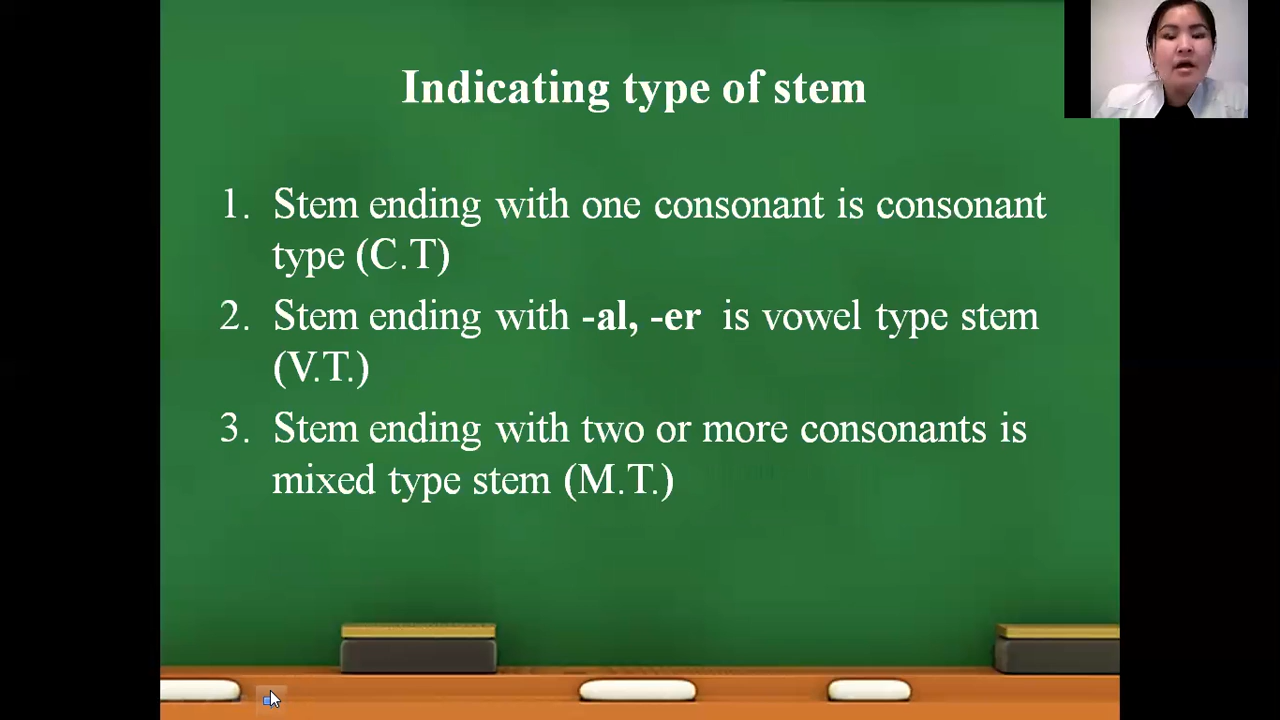 Indicating type of stem
1. Stem ending with one consonant is consonant
type (C.T)
2. Stem ending with -al, -er is vowel type stem
(V.T.)
3. Stem ending with two or more consonants is
mixed type stem (M.T.)